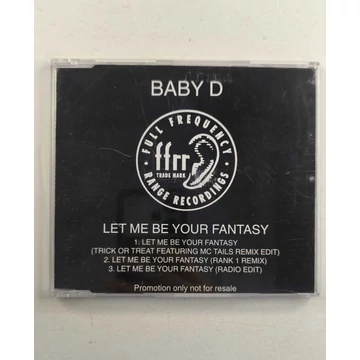 BABY D
FULL FREQUENCY
ffrr
TRADE MARK
RANGE RECORDINGS
LET ME BE YOUR FANTASY
1: LET ME BE YOUR FANTASY
(TRICK OR TREAT FEATURING MC TAILS REMIX EDIT)
2. LET ME BE YOUR FANTASY (RANK 1 REMIX)
3. LET ME BE YOUR FANTASY (RADIO EDIT)
Promotion only not for resale